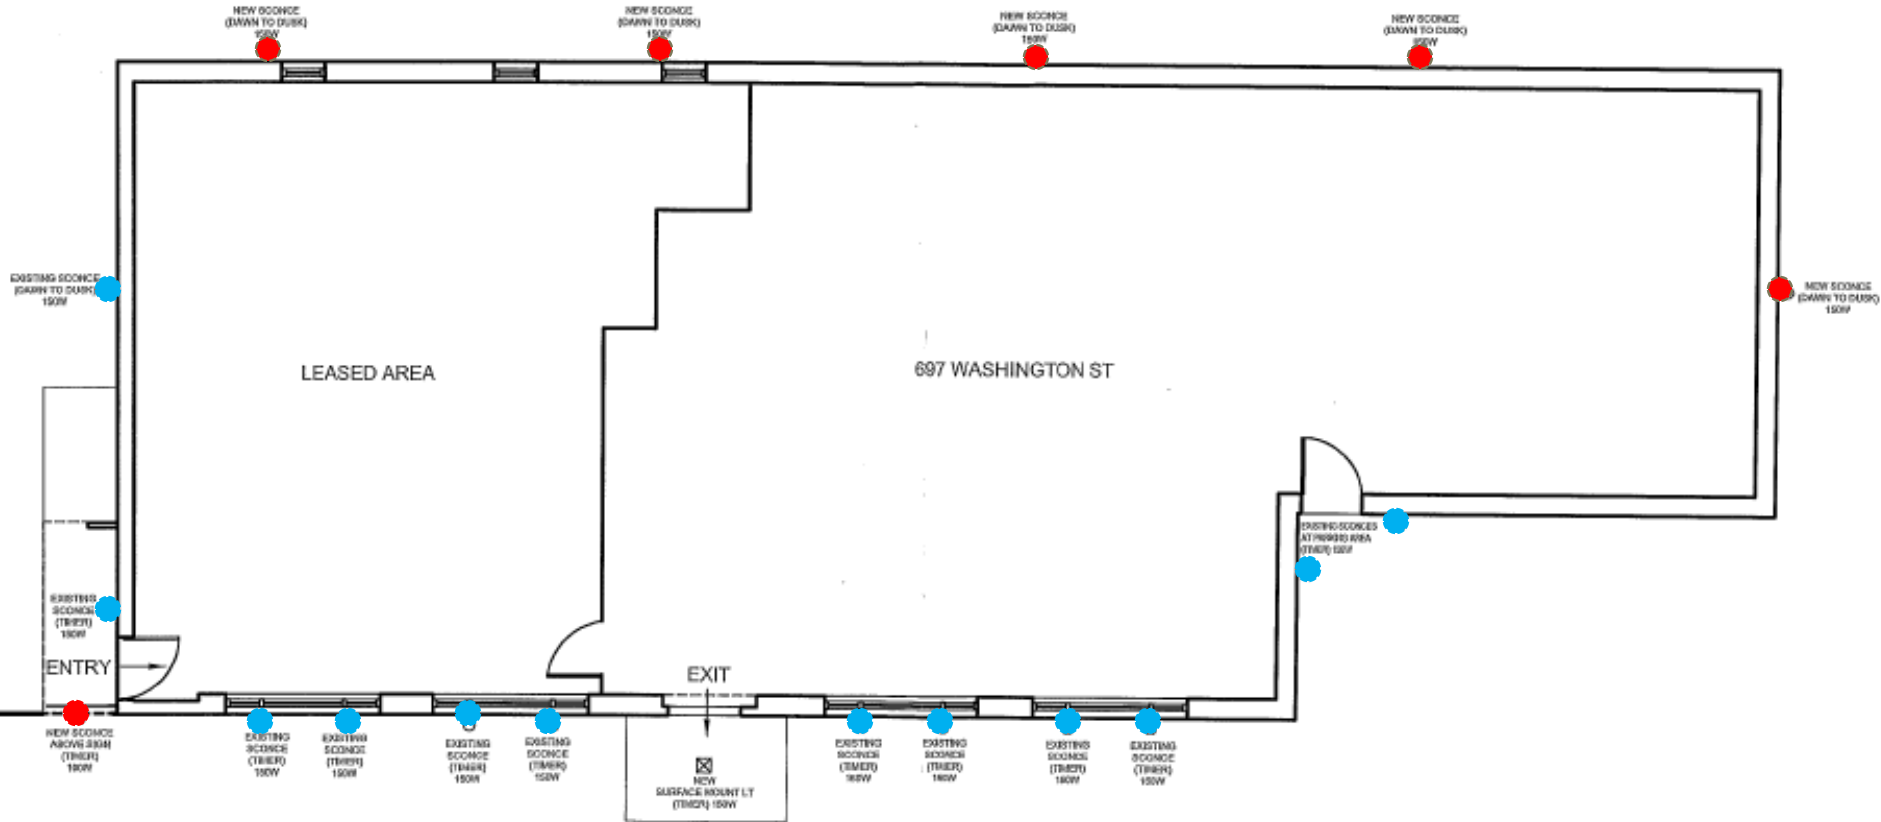 NEW SCONCE
(DAWN TO DUSK)
150W
NEW SCONCE
(DAWN TO DUSK)
150W
NEW SCONCE
(DAWN TO DUSK)
150W
NEW SCONCE
(DAWN TO DUSK)
150W
EXISTING SCONCE
(DAWN TO DUSK)
150W
NEW SCONCE
(DAWN TO DUSK)
150W
LEASED AREA
697 WASHINGTON ST
EXISTING SCONCES
AT PARKING AREA
(TIMER)
EXISTING
SCONCE
(TIMER)
150W
ENTRY
EXIT
NEW SCONCE
ABOVE SIGN
(TIMER)
EXISTING
SCONCE
(TIMER)
150W
EXISTING
SCONCE
(TIMER)
150W
EXISTING
SCONCE
(TIMER)
150W
EXISTING
SCONCE
(TIMER)
150W
NEW
SURFACE MOUNT LT
(TIMER) 150W
EXISTING
SCONCE
(TIMER)
150W
EXISTING
SCONCE
(TIMER)
150W
EXISTING
SCONCE
(TIMER)
150W
EXISTING
SCONCE
(TIMER)
150W